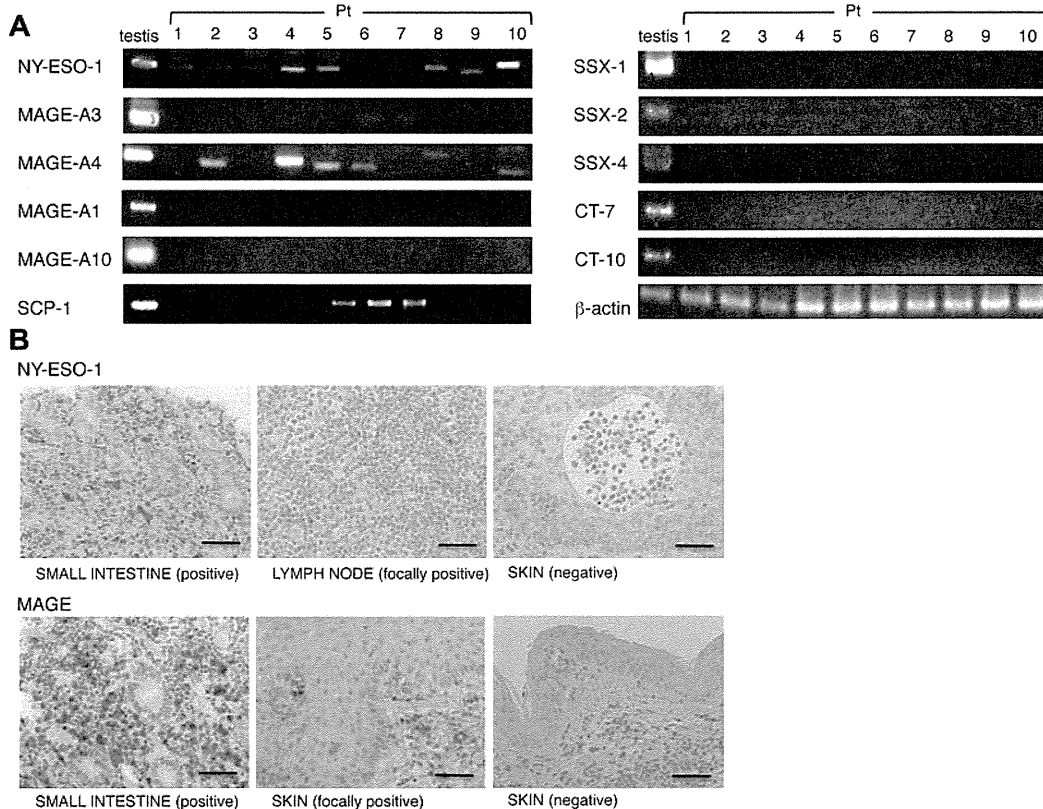 A
Pt
testis 1 2 3 4 5 6 7 8 9 10
NY-ESO-1
MAGE-A3
MAGE-A4
MAGE-A1
MAGE-A10
SCP-1
Pt
testis 1 2 3 4 5 6 7 8 9 10
SSX-1
SSX-2
SSX-4
CT-7
CT-10
β-actin
B
NY-ESO-1
SMALL INTESTINE (positive) LYMPH NODE (focally positive) SKIN (negative)
MAGE
SMALL INTESTINE (positive) SKIN (focally positive) SKIN (negative)